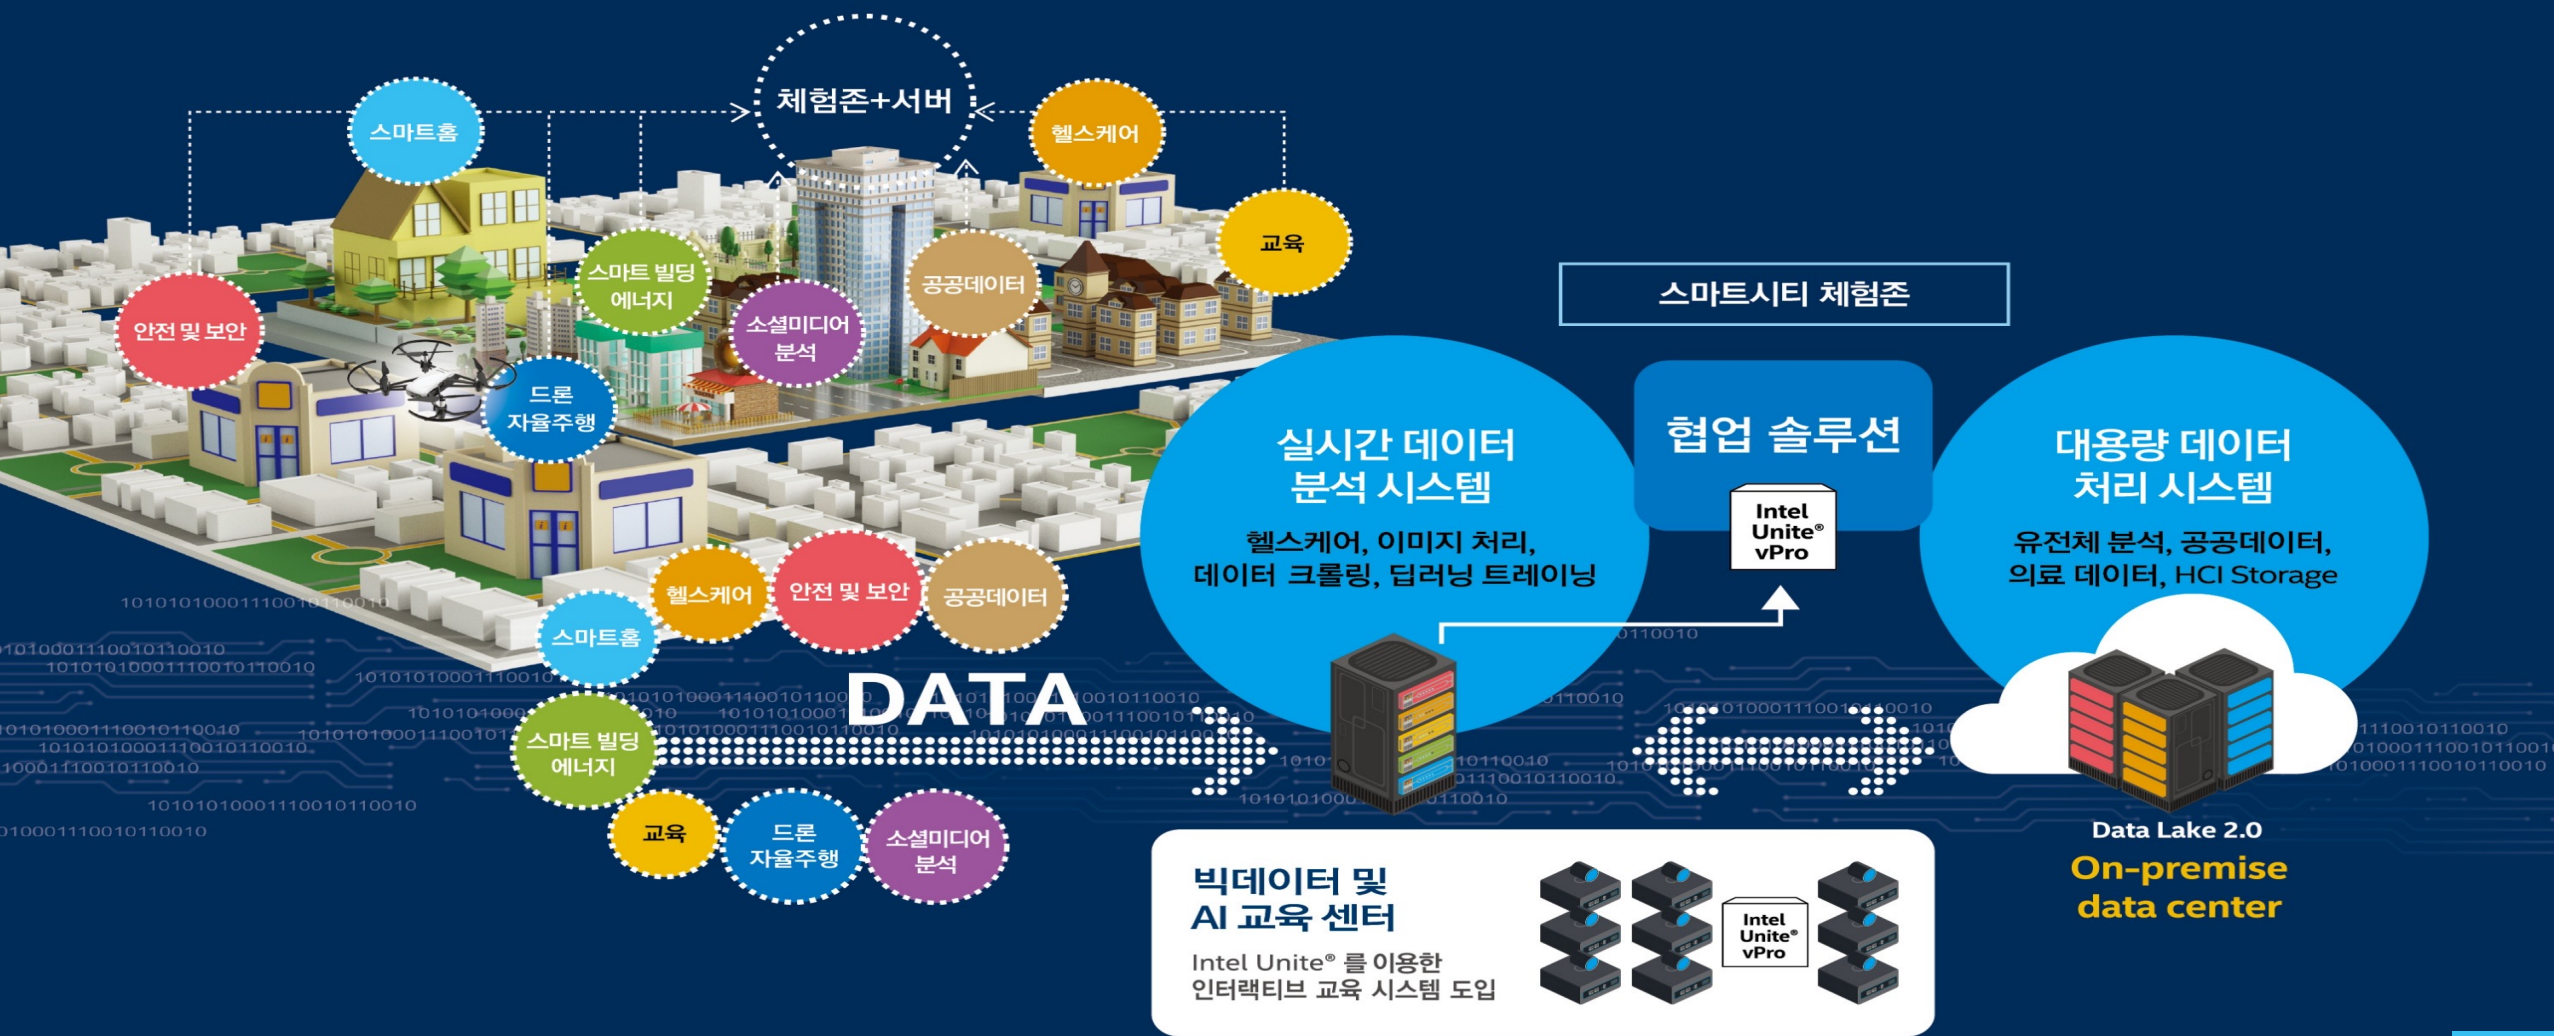 체험존+서버
스마트홈
헬스케어
교육
스마트 빌딩
에너지
공공데이터
안전 및 보안
소셜미디어
분석
드론
자율주행
스마트시티 체험존
실시간 데이터
분석 시스템
헬스케어, 이미지 처리,
데이터 크롤링, 딥러닝 트레이닝
협업 솔루션
Intel
Unite®
vPro
대용량 데이터
처리 시스템
유전체 분석, 공공데이터,
의료 데이터, HCI Storage
헬스케어
안전 및 보안
공공데이터
스마트홈
DATA
스마트 빌딩
에너지
교육
드론
자율주행
소셜미디어
분석
Data Lake 2.0
On-premise
data center
빅데이터 및
AI 교육 센터
Intel Unite® 를 이용한
인터랙티브 교육 시스템 도입
Intel
Unite®
vPro